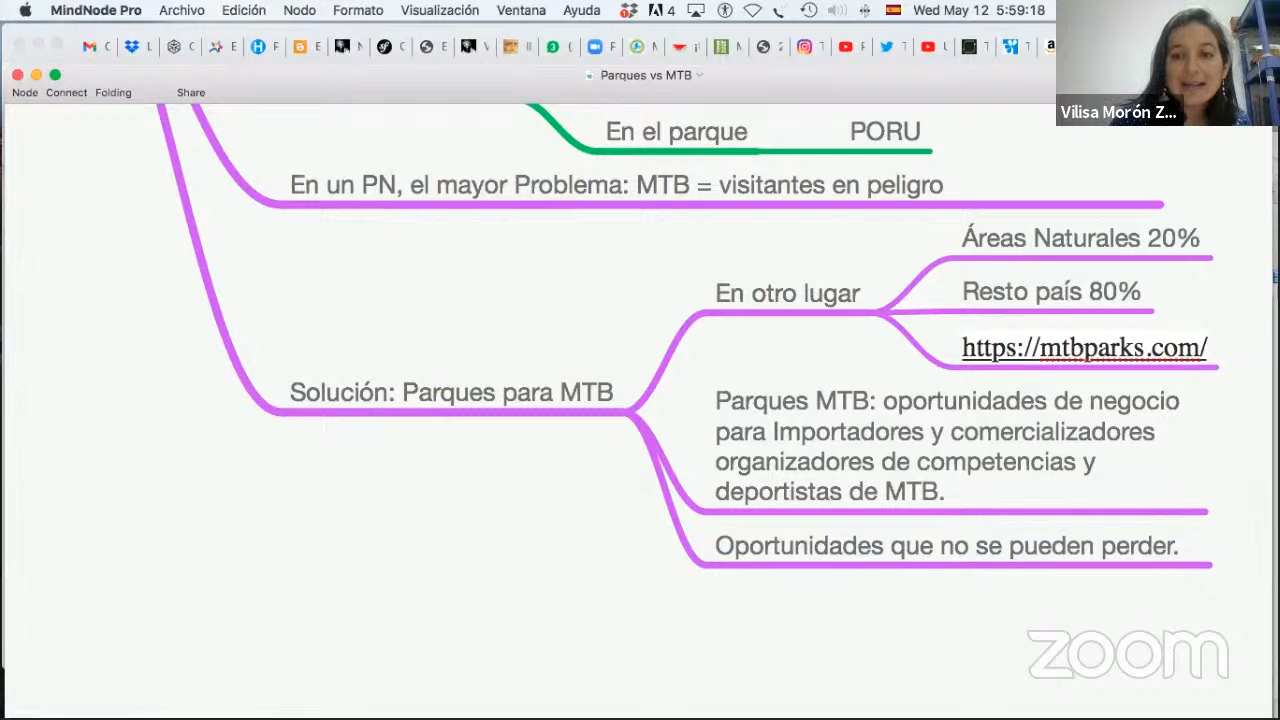 MindNode Pro Archivo Edición Nodo Formato Visualización Ventana Ayuda 4 Wed May 12 5:59:18
Parques vs MTB
Node Connect Folding Share
Vilisa Morón Z...
En el parque PORU
En un PN, el mayor Problema: MTB = visitantes en peligro
Áreas Naturales 20%
En otro lugar
Resto país 80%
https://mtbparks.com/
Solución: Parques para MTB
Parques MTB: oportunidades de negocio
para Importadores y comercializadores
organizadores de competencias y
deportistas de MTB.
Oportunidades que no se pueden perder.
zoom